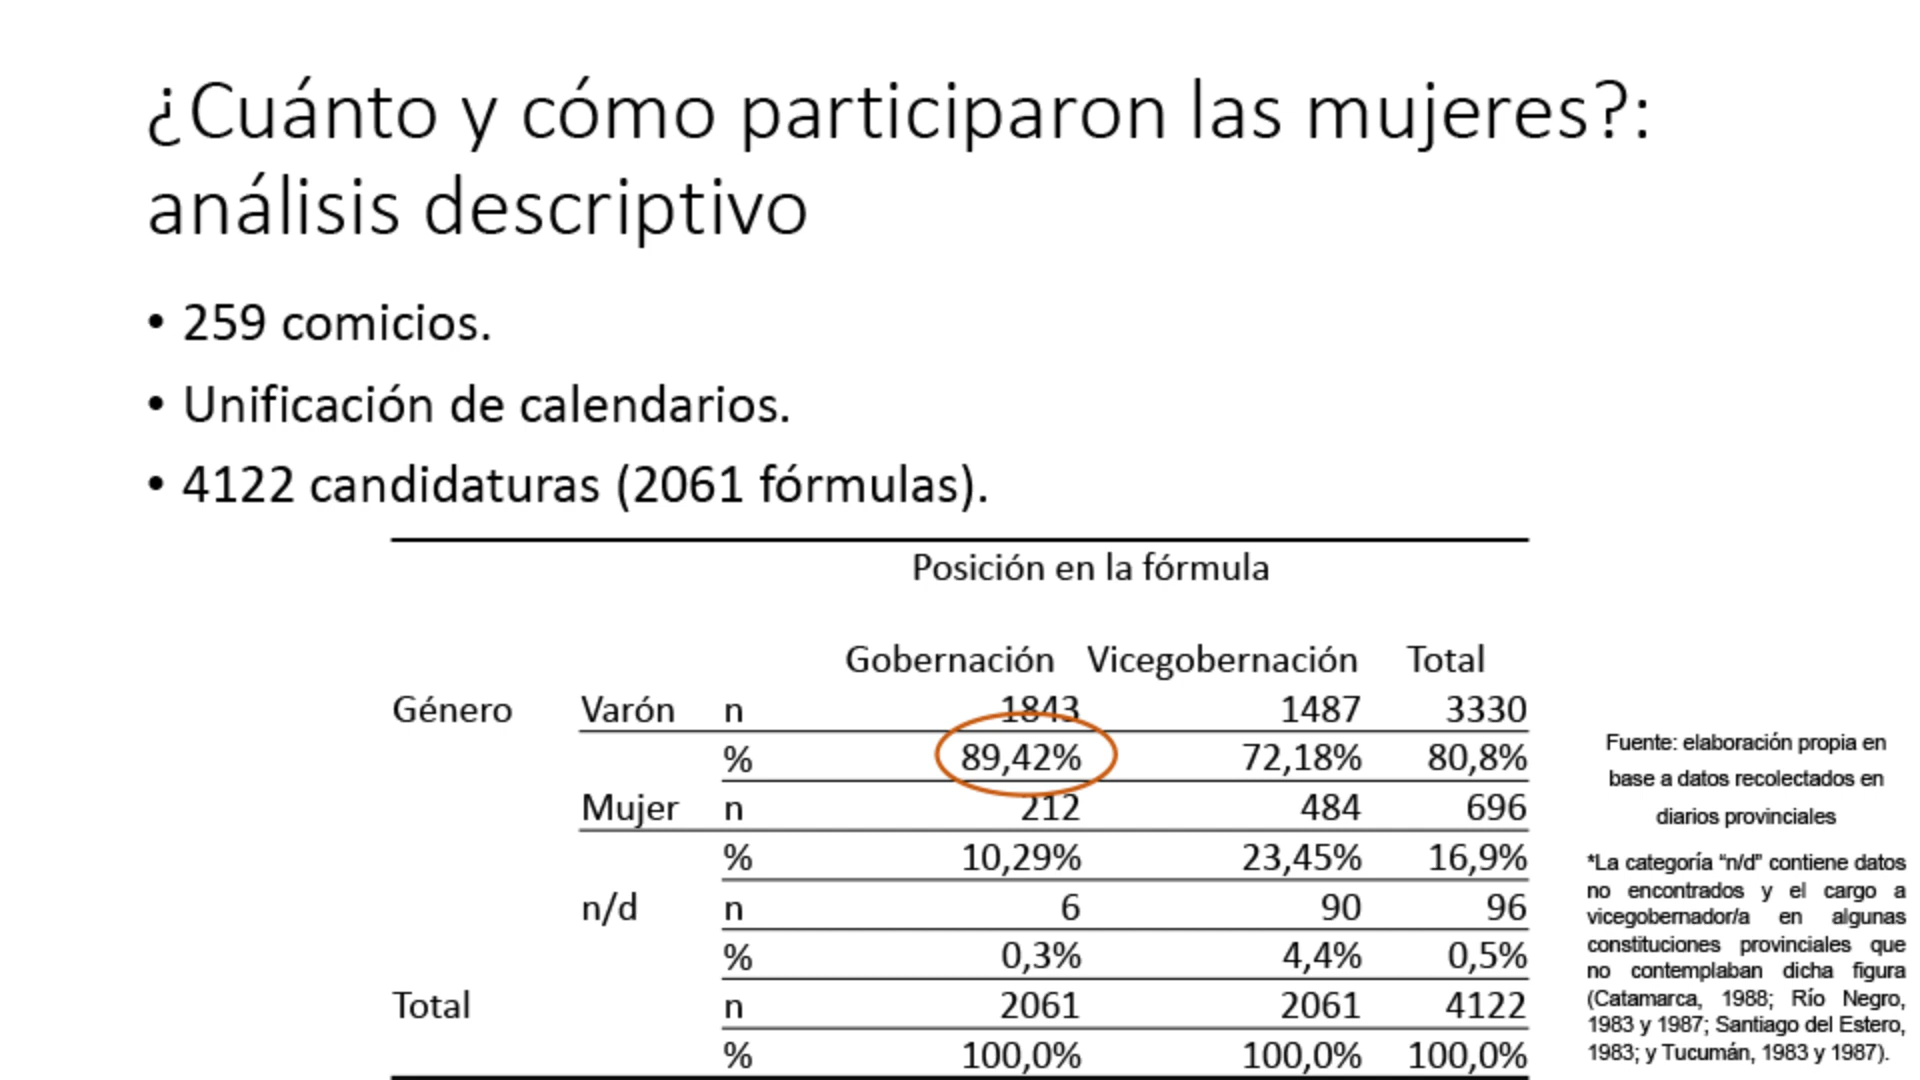 ¿Cuánto y cómo participaron las mujeres?:
análisis descriptivo
• 259 comicios.
• Unificación de calendarios.
• 4122 candidaturas (2061 fórmulas).
Posición en la fórmula
Gobernación Vicegobernación Total
Género Varón n 1843 1487 3330
% 89,42% 72,18% 80,8%
Mujer n 212 484 696
% 10,29% 23,45% 16,9%
n/d n 6 90 96
% 0,3% 4,4% 0,5%
Total n 2061 2061 4122
% 100,0% 100,0% 100,0%
Fuente: elaboración propia en
base a datos recolectados en
diarios provinciales
*La categoría “n/d” contiene datos
no encontrados y el cargo a
vicegobernador/a en algunas
constituciones provinciales que
no contemplaban dicha figura
(Catamarca, 1988; Río Negro,
1983 y 1987; Santiago del Estero,
1983; y Tucumán, 1983 y 1987).